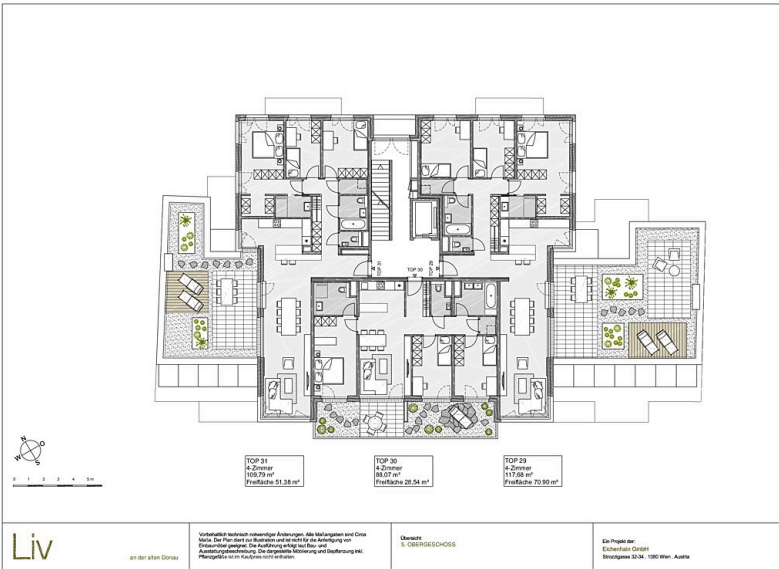 TOP 31
TOP 30
TOP 29
N
O
W
S
0 1 2 3 4 5m
TOP 31
4-Zimmer
109,79 m²
Freifläche 51,38 m²
TOP 30
4-Zimmer
88,07 m²
Freifläche 28,54 m²
TOP 29
4-Zimmer
117,68 m²
Freifläche 70,90 m²
Liv
an der alten Donau
Vorbehaltlich technisch notwendiger Änderungen. Alle Maßangaben sind Circa
Maße. Der Plan dient zur Illustration und ist nicht für die Anfertigung von
Einbaumöbel geeignet. Die Ausführung erfolgt laut Bau- und
Ausstattungsbeschreibung. Die dargestellte Möblierung und Bepflanzung inkl.
Pflanzgefäße ist im Kaufpreis nicht enthalten.
Übersicht:
5. OBERGESCHOSS
Ein Projekt der:
Eichenhain GmbH
Strozzigasse 32-34 . 1080 Wien . Austria